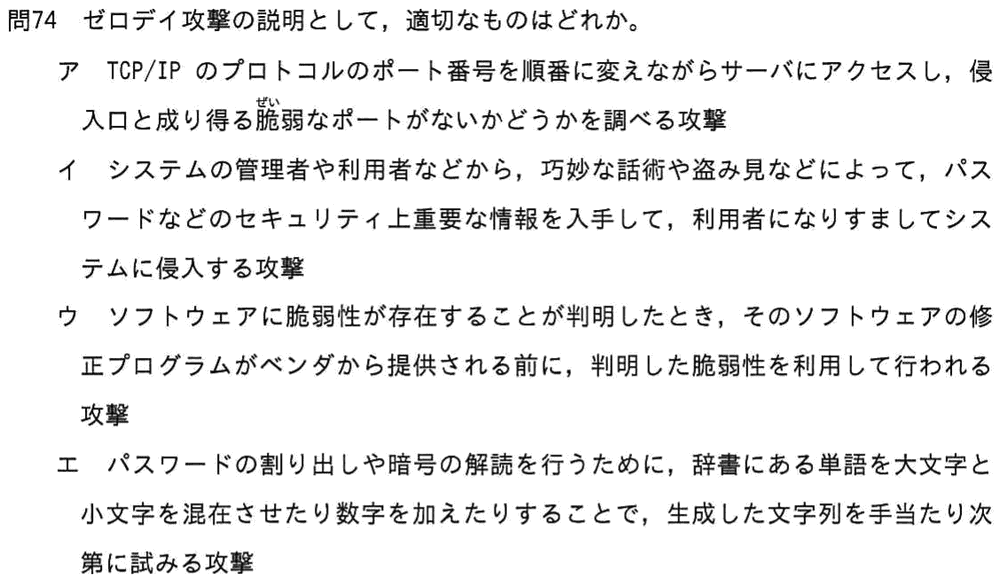 問74　ゼロデイ攻撃の説明として，適切なものはどれか。
ア　TCP/IP のプロトコルのポート番号を順番に変えながらサーバにアクセスし，侵
ぜい
入口と成り得る脆弱なポートがないかどうかを調べる攻撃
イ　システムの管理者や利用者などから，巧妙な話術や盗み見などによって，パス
ワードなどのセキュリティ上重要な情報を入手して，利用者になりすましてシス
テムに侵入する攻撃
ウ　ソフトウェアに脆弱性が存在することが判明したとき，そのソフトウェアの修
正プログラムがベンダから提供される前に，判明した脆弱性を利用して行われる
攻撃
エ　パスワードの割り出しや暗号の解読を行うために，辞書にある単語を大文字と
小文字を混在させたり数字を加えたりすることで，生成した文字列を手当たり次
第に試みる攻撃